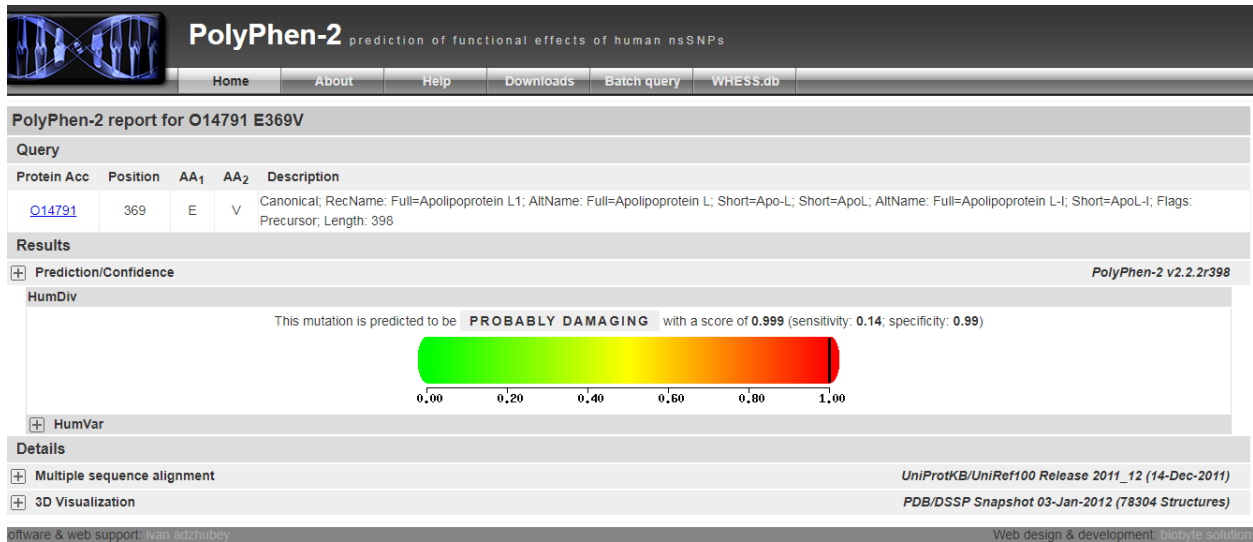 PolyPhen-2 prediction of functional effects of human nsSNPs
Home About Help Downloads Batch query WHESS.db
PolyPhen-2 report for O14791 E369V
Query
Protein Acc Position AA1 AA2 Description
O14791 369 E V Canonical; RecName: Full=Apolipoprotein L1; AltName: Full=Apolipoprotein L; Short=Apo-L; Short=ApoL; AltName: Full=Apolipoprotein L-I; Short=ApoL-I; Flags:
Precursor; Length: 398
Results
Prediction/Confidence PolyPhen-2 v2.2.2r398
HumDiv
This mutation is predicted to be PROBABLY DAMAGING with a score of 0.999 (sensitivity: 0.14; specificity: 0.99)
0.00 0.20 0.40 0.60 0.80 1.00
HumVar
Details
Multiple sequence alignment UniProtKB/UniRef100 Release 2011_12 (14-Dec-2011)
3D Visualization PDB/DSSP Snapshot 03-Jan-2012 (78304 Structures)
oftware & web support: ivan adzhubey Web design & development: biobyte solution